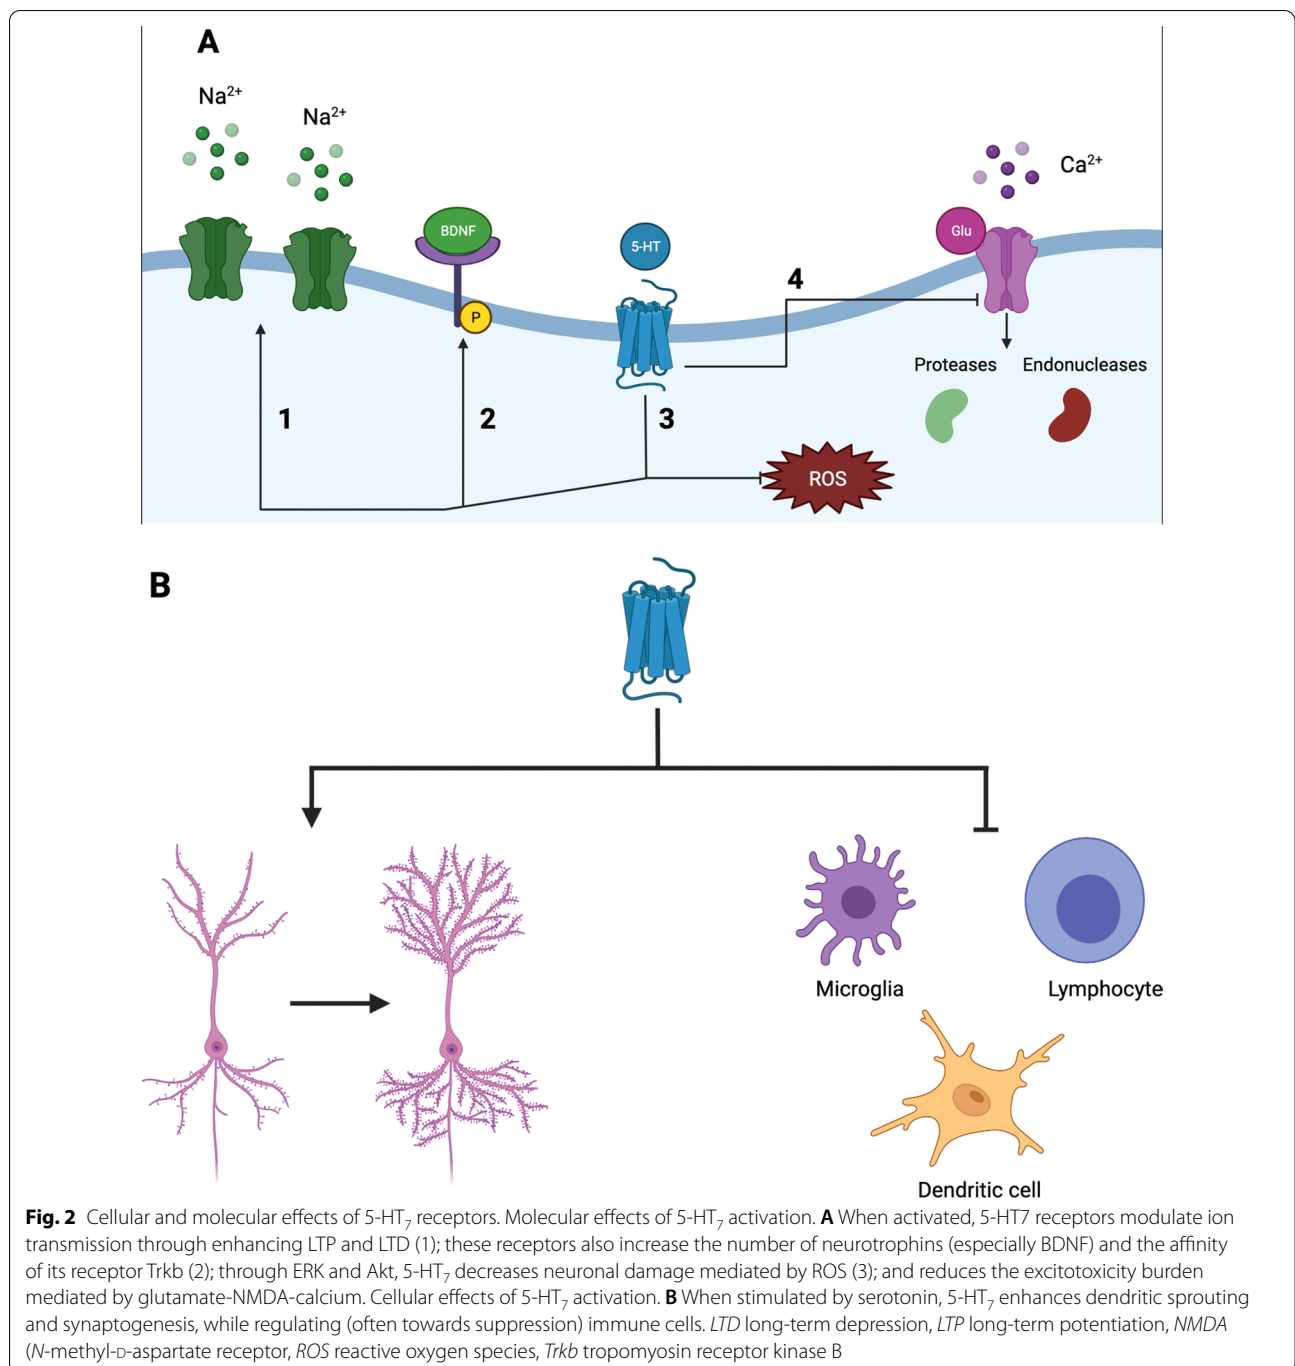 A
Na²⁺
Na²⁺
Ca²⁺
BDNF
5-HT
Glu
P
4
Proteases Endonucleases
1
2
3
ROS
B
Microglia
Lymphocyte
Dendritic cell
Fig. 2 Cellular and molecular effects of 5-HT₇ receptors. Molecular effects of 5-HT₇ activation. A When activated, 5-HT7 receptors modulate ion
transmission through enhancing LTP and LTD (1); these receptors also increase the number of neurotrophins (especially BDNF) and the affinity
of its receptor Trkb (2); through ERK and Akt, 5-HT₇ decreases neuronal damage mediated by ROS (3); and reduces the excitotoxicity burden
mediated by glutamate-NMDA-calcium. Cellular effects of 5-HT₇ activation. B When stimulated by serotonin, 5-HT₇ enhances dendritic sprouting
and synaptogenesis, while regulating (often towards suppression) immune cells. LTD long-term depression, LTP long-term potentiation, NMDA
(N-methyl-D-aspartate receptor, ROS reactive oxygen species, Trkb tropomyosin receptor kinase B